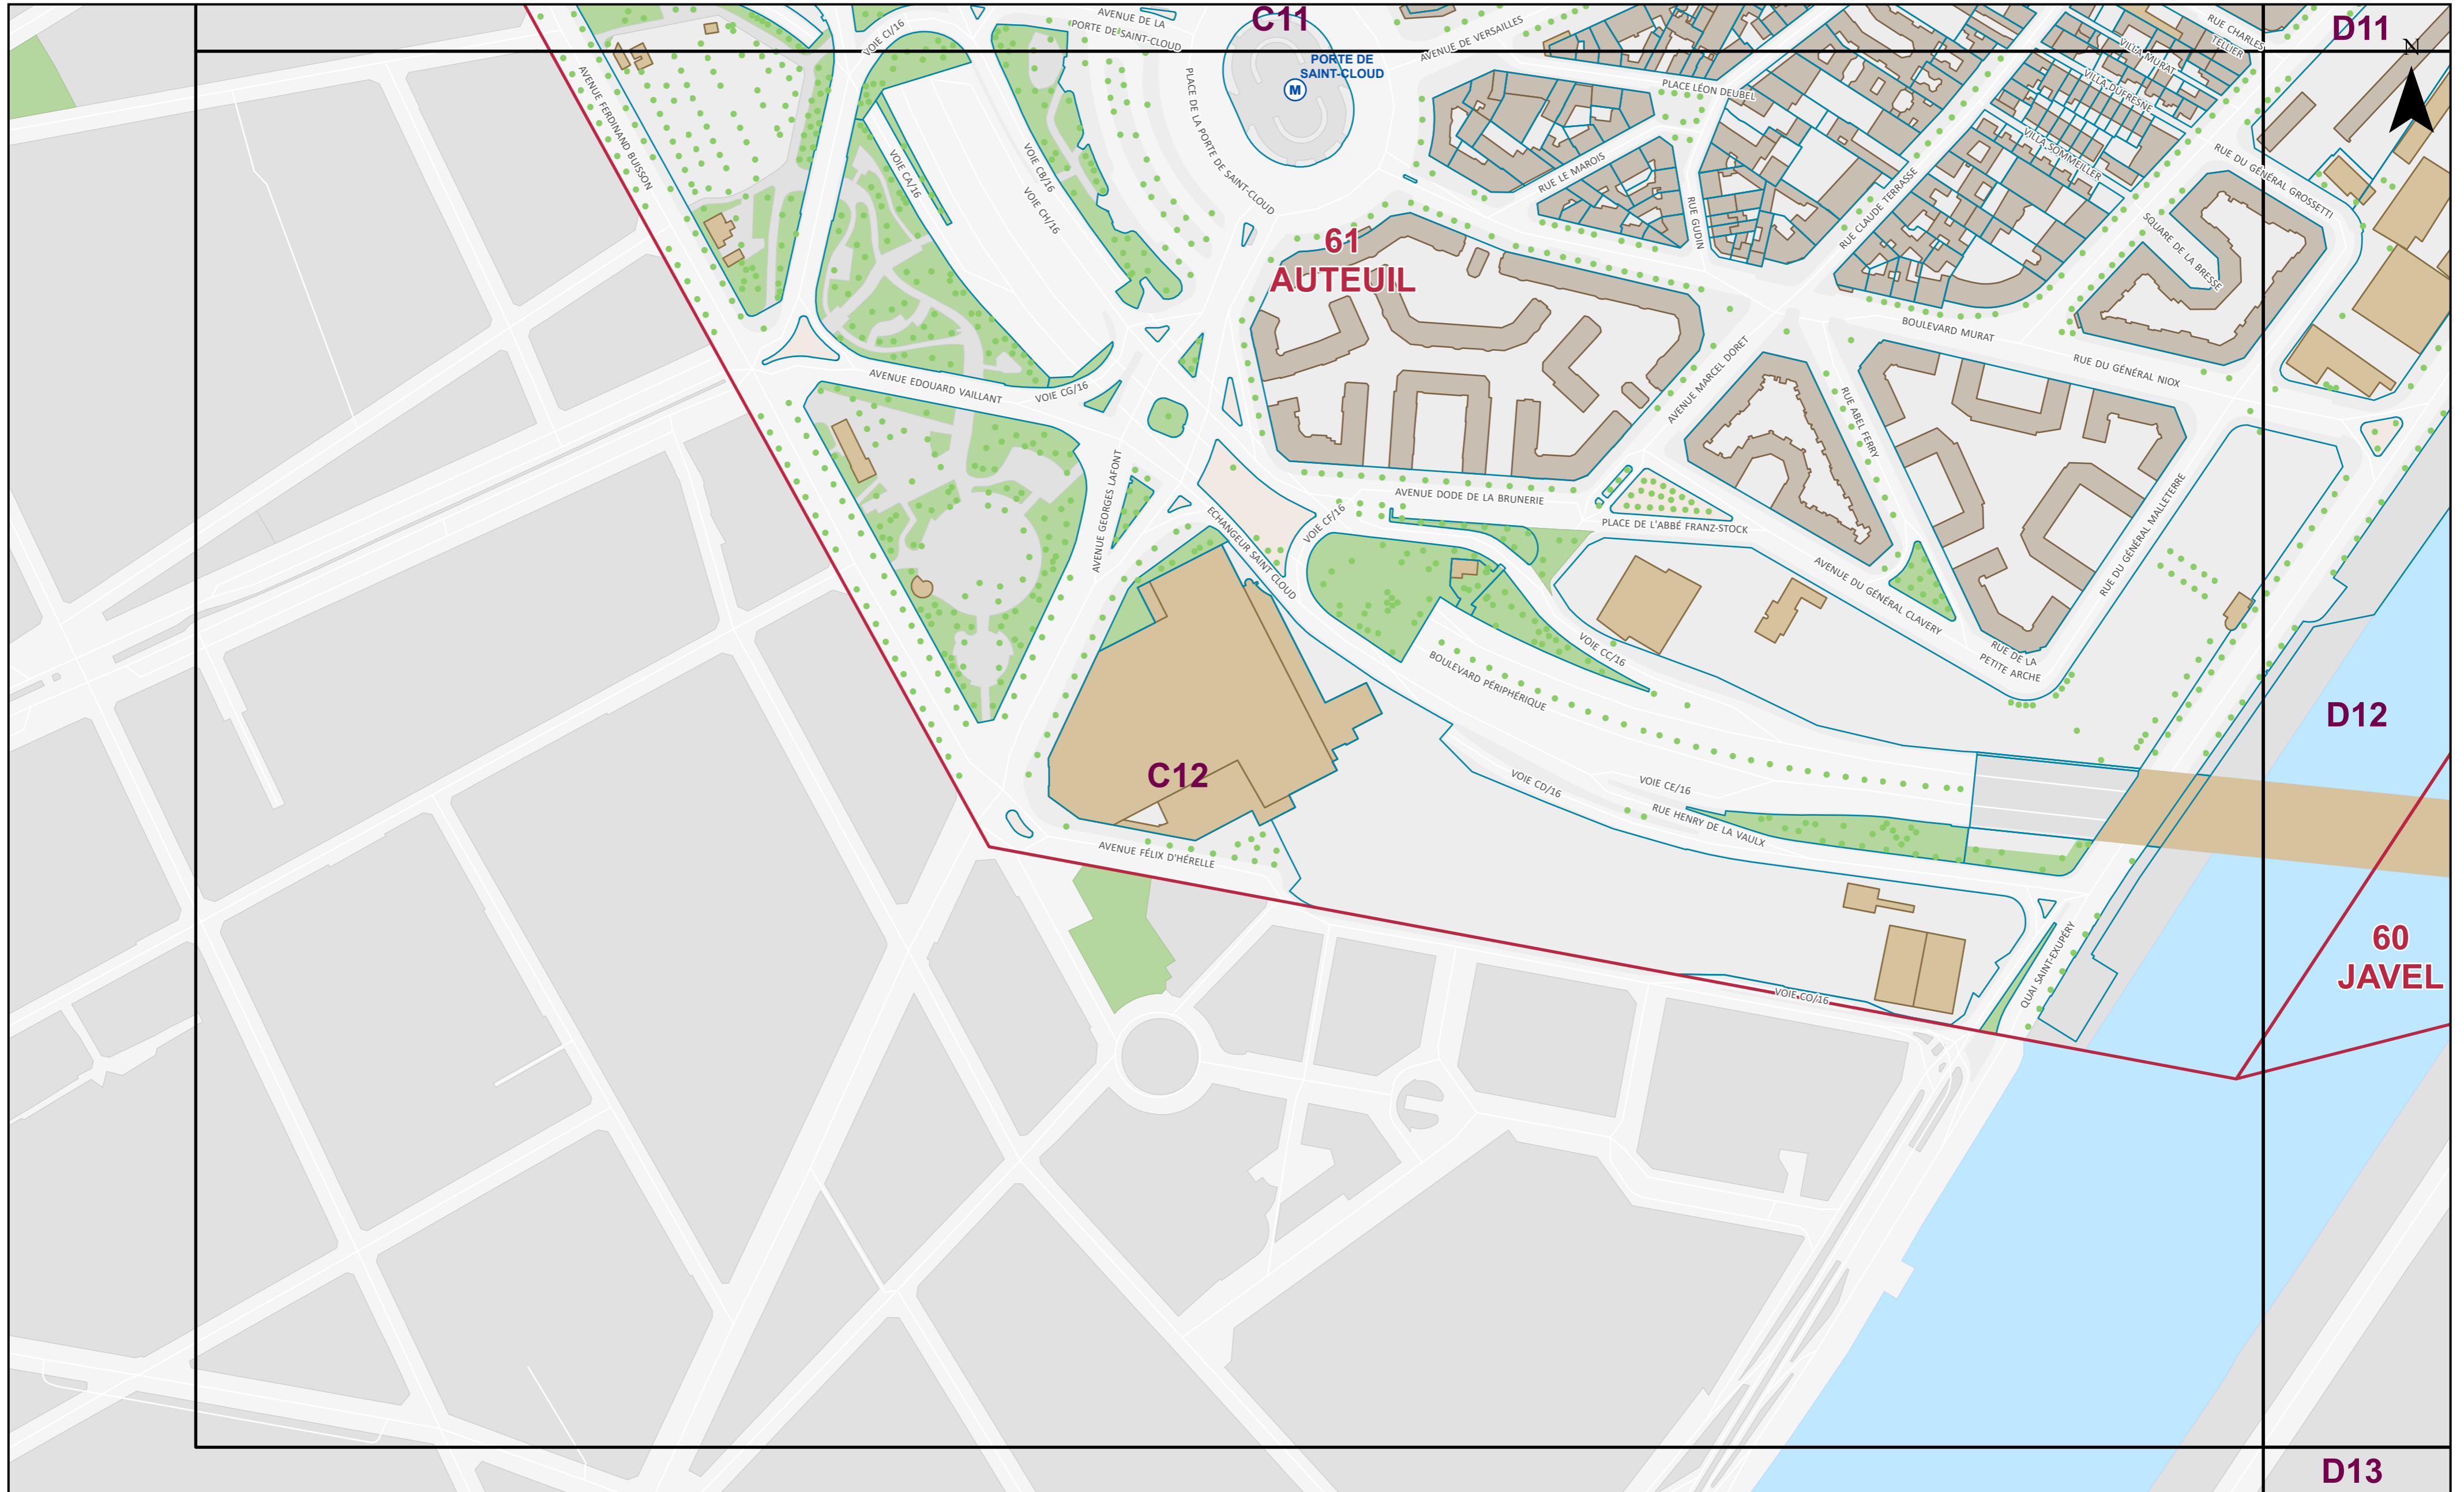 C11
D11
N
AVENUE DE LA
PORTE DE SAINT-CLOUD
VOIE CI/16
AVENUE DE VERSAILLES
RUE CHARLES
TELLIER
VILLA MURAT
PORTE DE
SAINT-CLOUD
M
PLACE LÉON DEUBEL
VILLA DUFRESNE
AVENUE FERDINAND BUISSON
PLACE DE LA PORTE DE SAINT-CLOUD
VOIE CA/16
VOIE CB/16
VOIE CH/16
RUE LE MAROIS
VILLA SOMMEILLER
RUE DU GÉNÉRAL GROSSETTI
RUE GUDIN
RUE CLAUDE TERRASSE
SQUARE DE LA BRESSE
61
AUTEUIL
BOULEVARD MURAT
RUE DU GÉNÉRAL NIOX
AVENUE EDOUARD VAILLANT
VOIE CG/16
AVENUE MARCEL DORET
RUE ABEL FERRY
AVENUE GEORGES LAFONT
AVENUE DODE DE LA BRUNERIE
ECHANGEUR SAINT CLOUD
VOIE CF/16
PLACE DE L'ABBÉ FRANZ-STOCK
RUE DU GÉNÉRAL MALLETERRE
AVENUE DU GÉNÉRAL CLAVERY
VOIE CC/16
RUE DE LA
PETITE ARCHE
BOULEVARD PÉRIPHÉRIQUE
D12
C12
VOIE CD/16
VOIE CE/16
RUE HENRY DE LA VAULX
AVENUE FÉLIX D'HÉRELLE
QUAI SAINT-EXUPÉRY
VOIE CO/16
60
JAVEL
D13